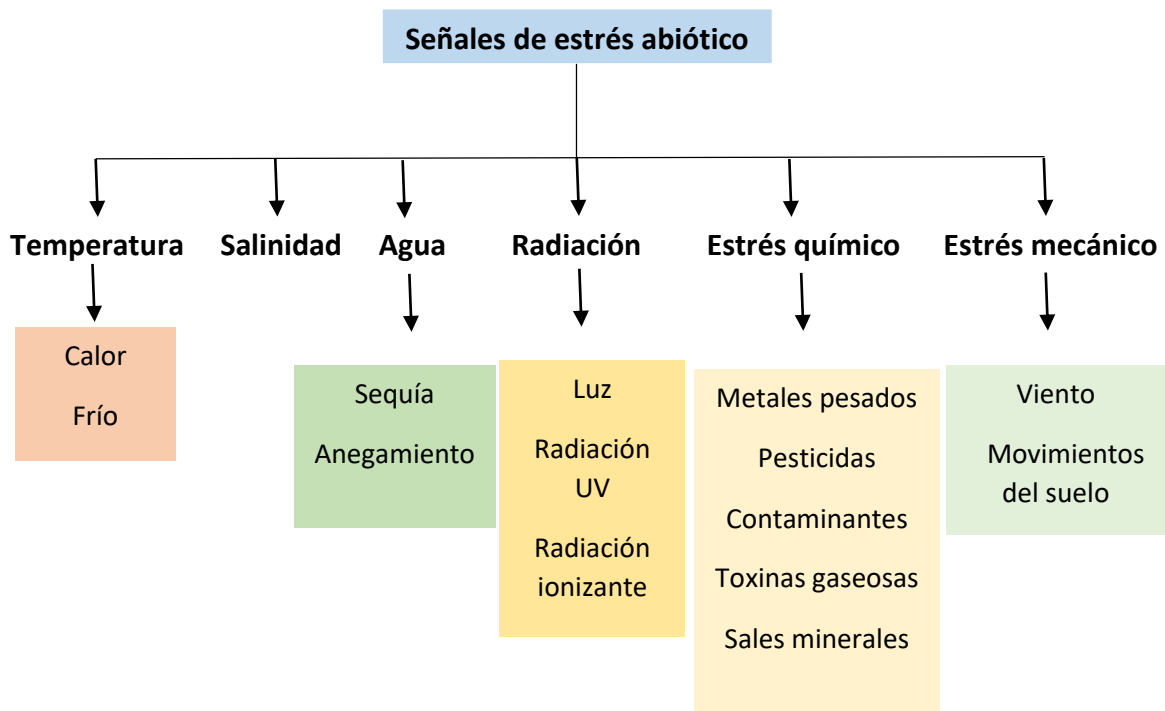 Señales de estrés abiótico
Temperatura
Salinidad
Agua
Radiación
Estrés químico
Estrés mecánico
Calor
Frío
Sequía
Anegamiento
Luz
Radiación
UV
Radiación
ionizante
Metales pesados
Pesticidas
Contaminantes
Toxinas gaseosas
Sales minerales
Viento
Movimientos
del suelo